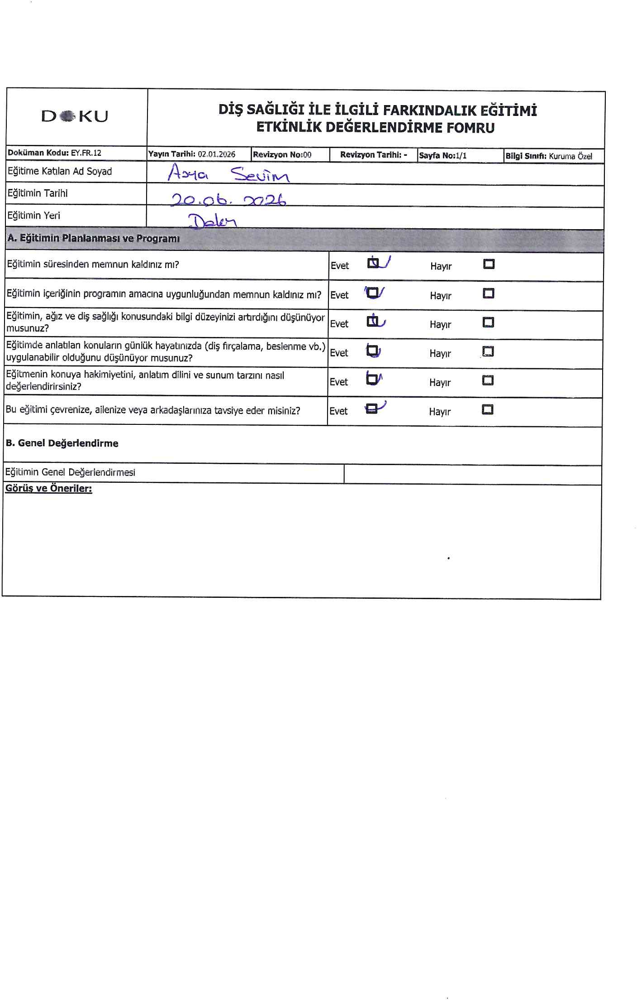 DOKU
DİŞ SAĞLIĞI İLE İLGİLİ FARKINDALIK EĞİTİMİ
ETKİNLİK DEĞERLENDİRME FOMRU
Doküman Kodu: EY.FR.12 Yayın Tarihi: 02.01.2026 Revizyon No:00 Revizyon Tarihi: - Sayfa No:1/1 Bilgi Sınıfı: Kuruma Özel
Eğitime Katılan Ad Soyad Asya Sevim
Eğitimin Tarihi 20.06.2026
Eğitimin Yeri Doku
A. Eğitimin Planlanması ve Programı
Eğitimin süresinden memnun kaldınız mı? Evet Hayır
Eğitimin içeriğinin programın amacına uygunluğundan memnun kaldınız mı? Evet Hayır
Eğitimin, ağız ve diş sağlığı konusundaki bilgi düzeyinizi artırdığını düşünüyor
musunuz? Evet Hayır
Eğitimde anlatılan konuların günlük hayatınızda (diş fırçalama, beslenme vb.)
uygulanabilir olduğunu düşünüyor musunuz? Evet Hayır
Eğitmenin konuya hakimiyetini, anlatım dilini ve sunum tarzını nasıl
değerlendirirsiniz? Evet Hayır
Bu eğitimi çevrenize, ailenize veya arkadaşlarınıza tavsiye eder misiniz? Evet Hayır
B. Genel Değerlendirme
Eğitimin Genel Değerlendirmesi
Görüş ve Öneriler: